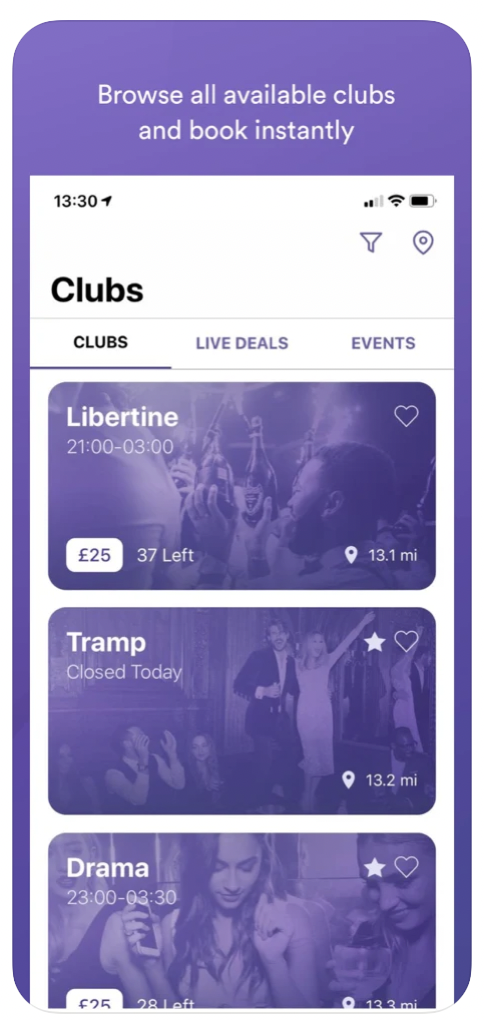 Browse all available clubs
and book instantly
13:30
Clubs
CLUBS LIVE DEALS EVENTS
Libertine
21:00-03:00
£25 37 Left 13.1 mi
Tramp
Closed Today
13.2 mi
Drama
23:00-03:30
£25 28 Left 13.3 mi